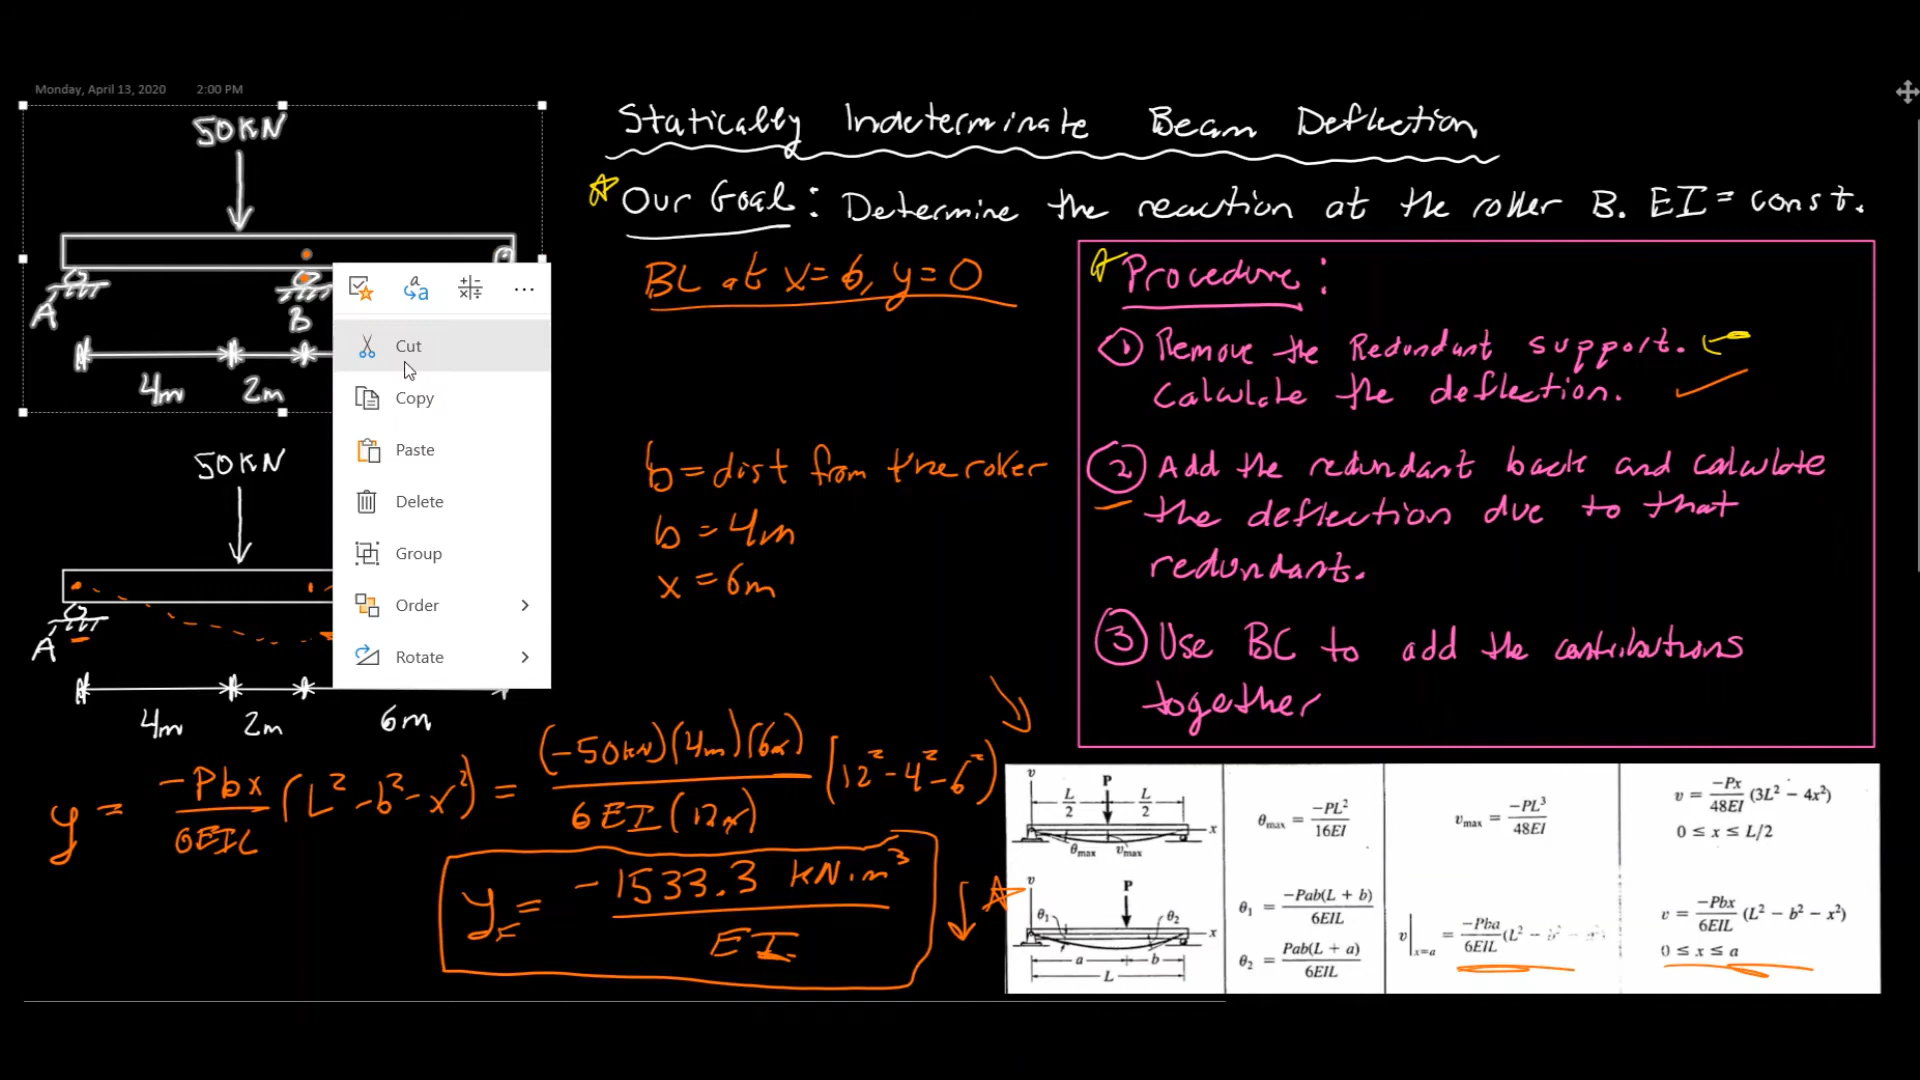 Monday, April 13, 2020 2:00 PM
50KN
A
B
4m 2m
Cut
Copy
Paste
Delete
Group
Order
Rotate
50KN
A
4m 2m 6m
Statically Indeterminate Beam Deflection
Our Goal: Determine the reaction at the roller B. EI = const.
BC at x=6, y=0
b = dist from the roller
b = 4m
x = 6m
Procedure:
① Remove the Redundant support.
Calculate the deflection.
② Add the redundant back and calculate
the deflection due to that
redundant.
③ Use BC to add the contributions
together
y = -Pbx/6EIL (L² - b² - x²) = (-50kN)(4m)(6m)/6EI(12m) (12² - 4² - 6²)
y_F = -1533.3 kN·m³/EI ↓
v
P
L/2 L/2
x
θmax vmax
θmax = -PL²/16EI
vmax = -PL³/48EI
v = -Px/48EI (3L² - 4x²)
0 ≤ x ≤ L/2
v
P
θ1 θ2
x
a b
L
θ1 = -Pab(L + b)/6EIL
θ2 = Pab(L + a)/6EIL
v|x=a = -Pba/6EIL (L² - b² - a²)
v = -Pbx/6EIL (L² - b² - x²)
0 ≤ x ≤ a